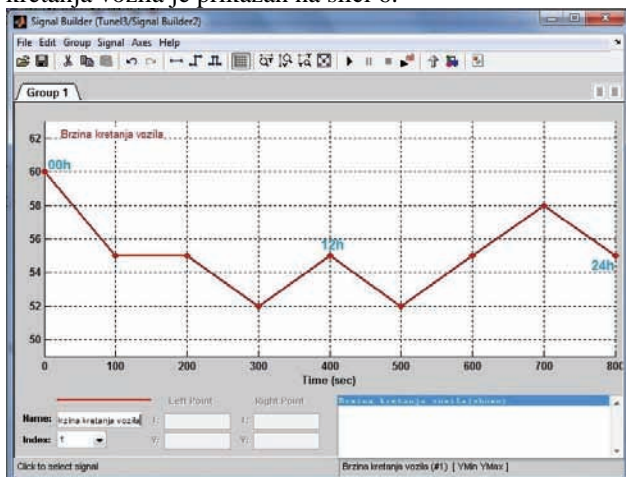 kretanja vozila je prikazan na slici 8.
Signal Builder (Tunel3/Signal Builder2)
File Edit Group Signal Axes Help
Group 1
Brzina kretanja vozila
62
00h
60
58
56
12h
54
24h
52
50
0 100 200 300 400 500 600 700 800
Time (sec)
Left Point Right Point
Name: kretanja vozila T: T:
Index: 1 Y: Y:
Brzina kretanja vozila(shown)
Click to select signal
Brzina kretanja vozila (#1) [ YMin YMax ]